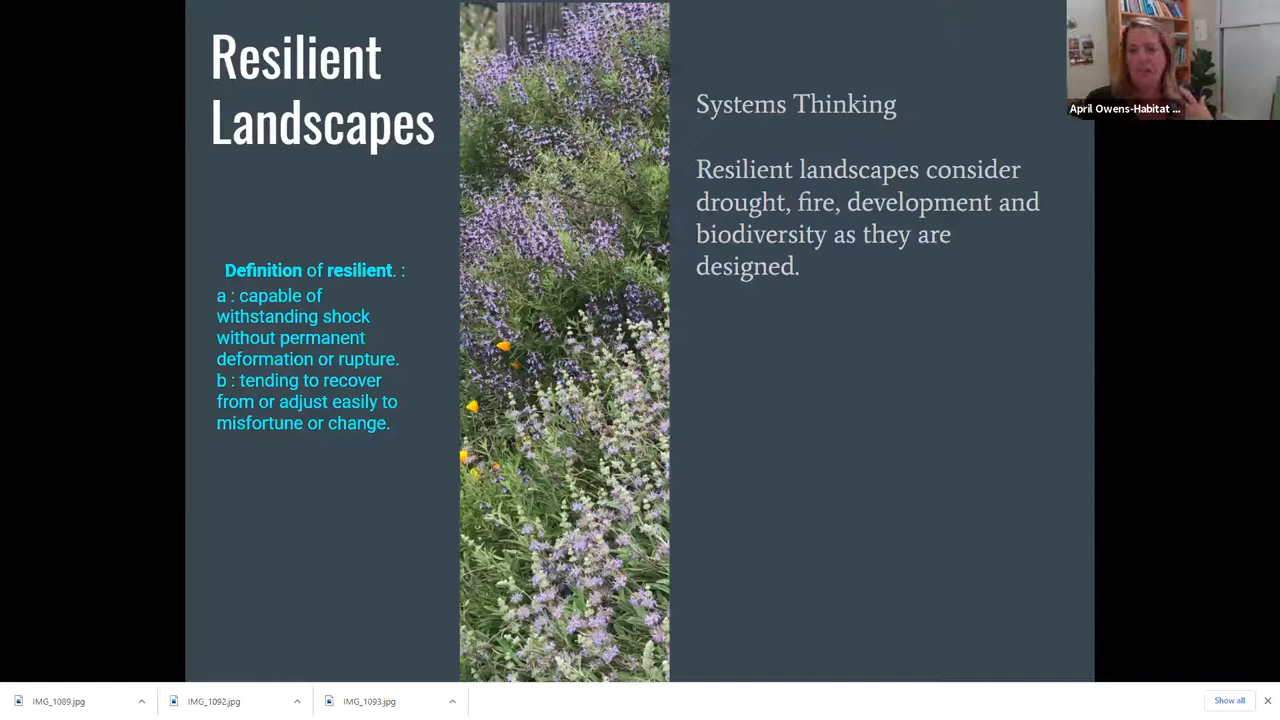 Resilient
Landscapes
Definition of resilient. :
a : capable of
withstanding shock
without permanent
deformation or rupture.
b : tending to recover
from or adjust easily to
misfortune or change.
Systems Thinking
Resilient landscapes consider
drought, fire, development and
biodiversity as they are
designed.
April Owens-Habitat ...
IMG_1089.jpg
IMG_1092.jpg
IMG_1093.jpg
Show all